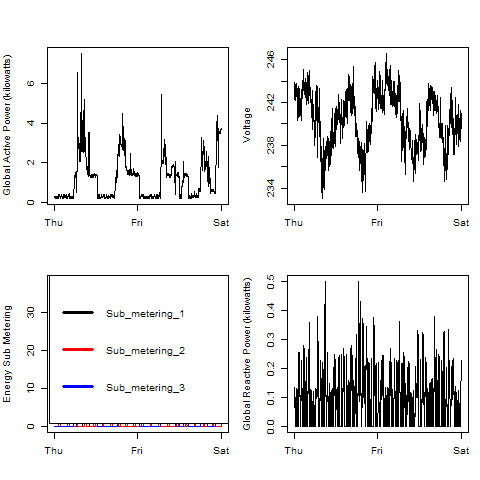 Global Active Power (kilowatts)
0 2 4 6
Thu Fri Sat
Voltage
234 238 242 246
Thu Fri Sat
Energy Sub Metering
0 10 20 30
Sub_metering_1
Sub_metering_2
Sub_metering_3
Thu Fri Sat
Global Reactive Power (kilowatts)
0.0 0.1 0.2 0.3 0.4 0.5
Thu Fri Sat